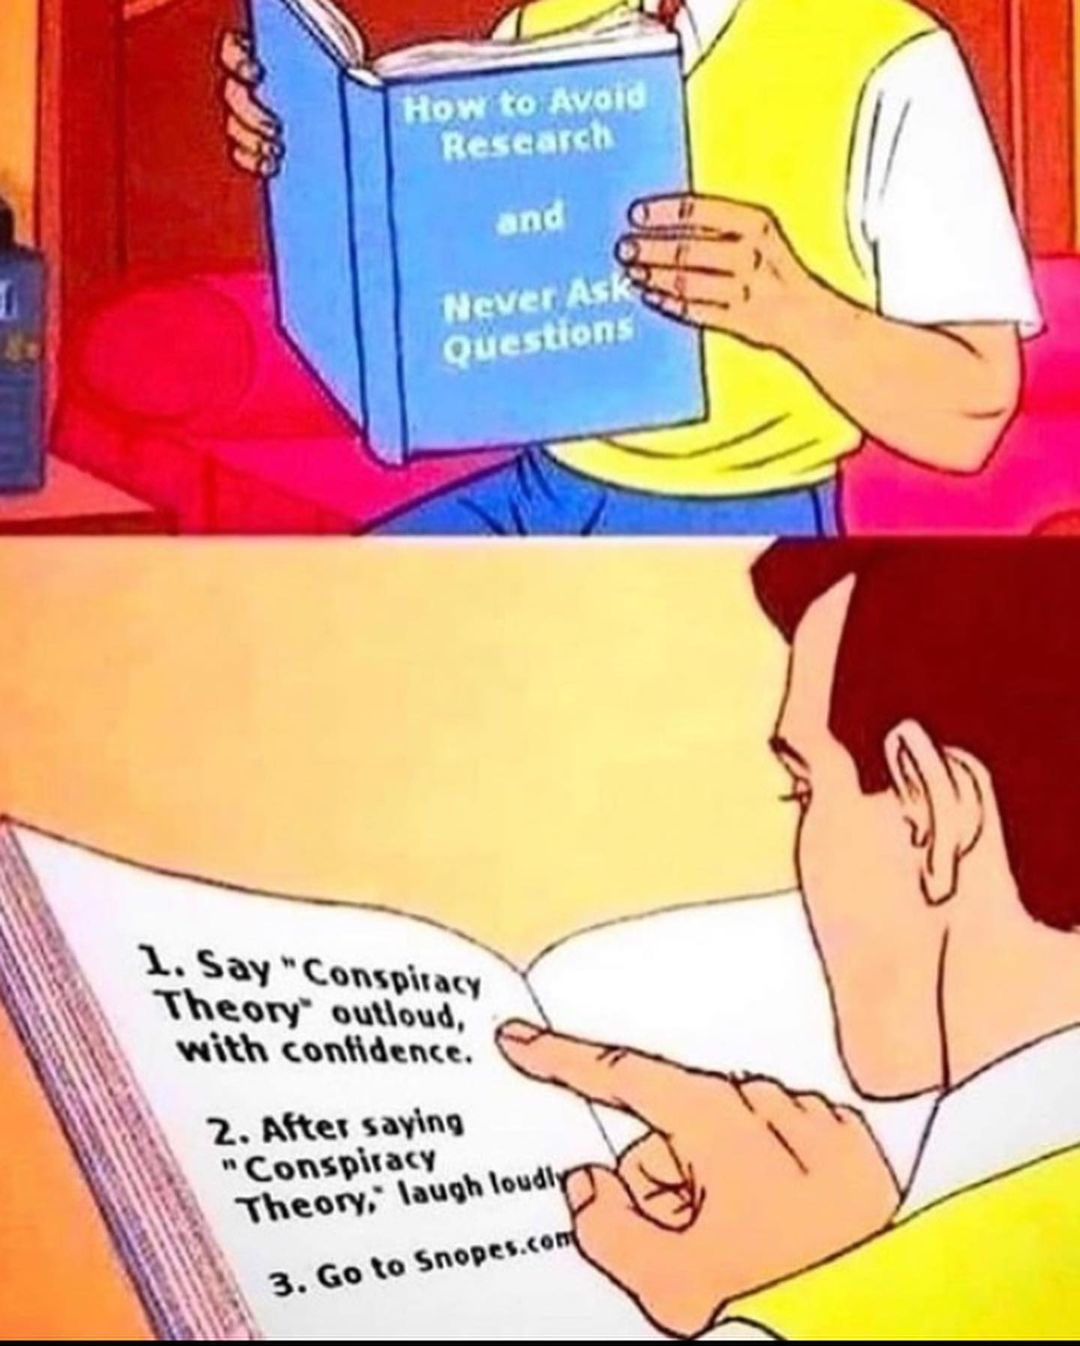 How to Avoid
Research
and
Never Ask
Questions
1. Say "Conspiracy
Theory" outloud,
with confidence.
2. After saying
"Conspiracy
Theory," laugh loudly
3. Go to Snopes.com